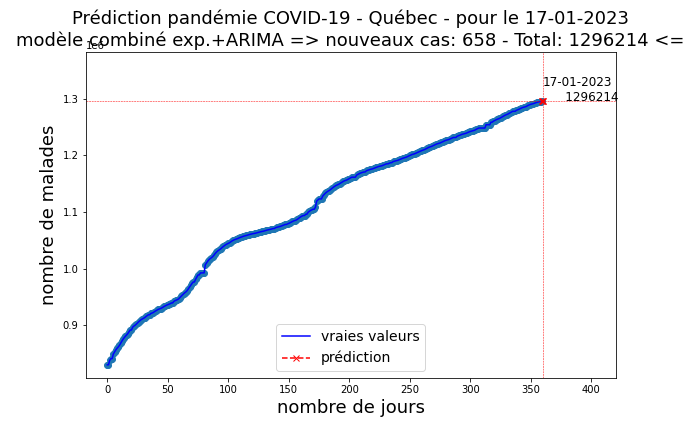 Prédiction pandémie COVID-19 - Québec - pour le 17-01-2023
modèle combiné exp.+ARIMA => nouveaux cas: 658 - Total: 1296214 <=
1e6
17-01-2023
1296214
1.3
1.2
1.1
1.0
0.9
nombre de malades
vraies valeurs
prédiction
0 50 100 150 200 250 300 350 400
nombre de jours